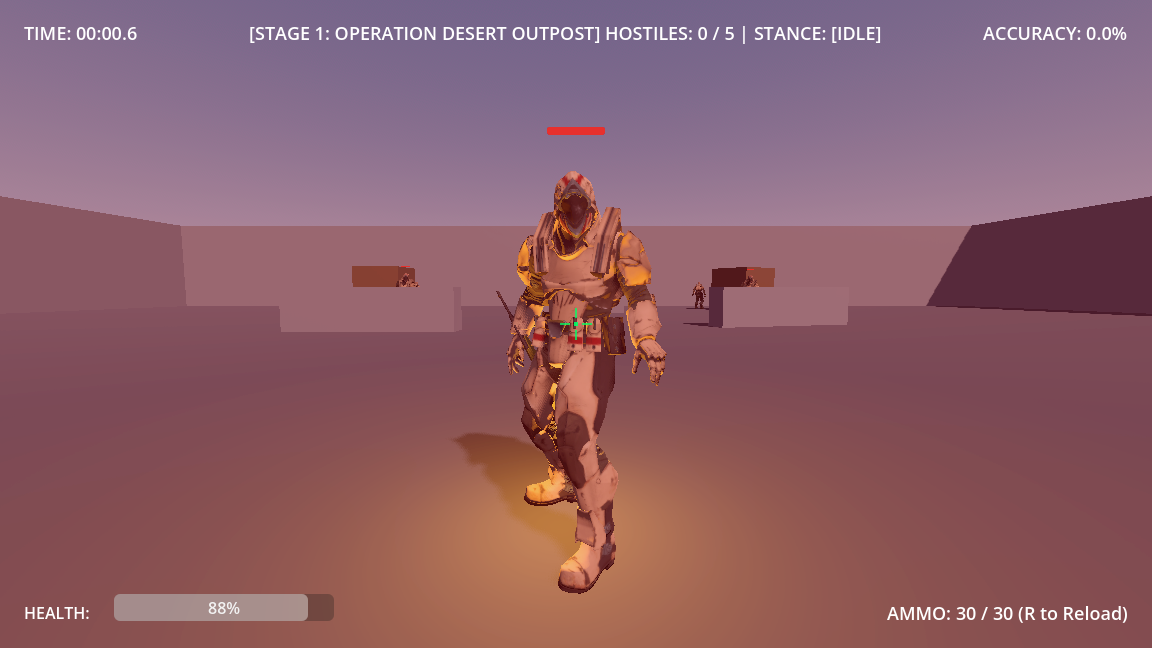 TIME: 00:00.6
[STAGE 1: OPERATION DESERT OUTPOST] HOSTILES: 0 / 5 | STANCE: [IDLE]
ACCURACY: 0.0%
HEALTH:
88%
AMMO: 30 / 30 (R to Reload)